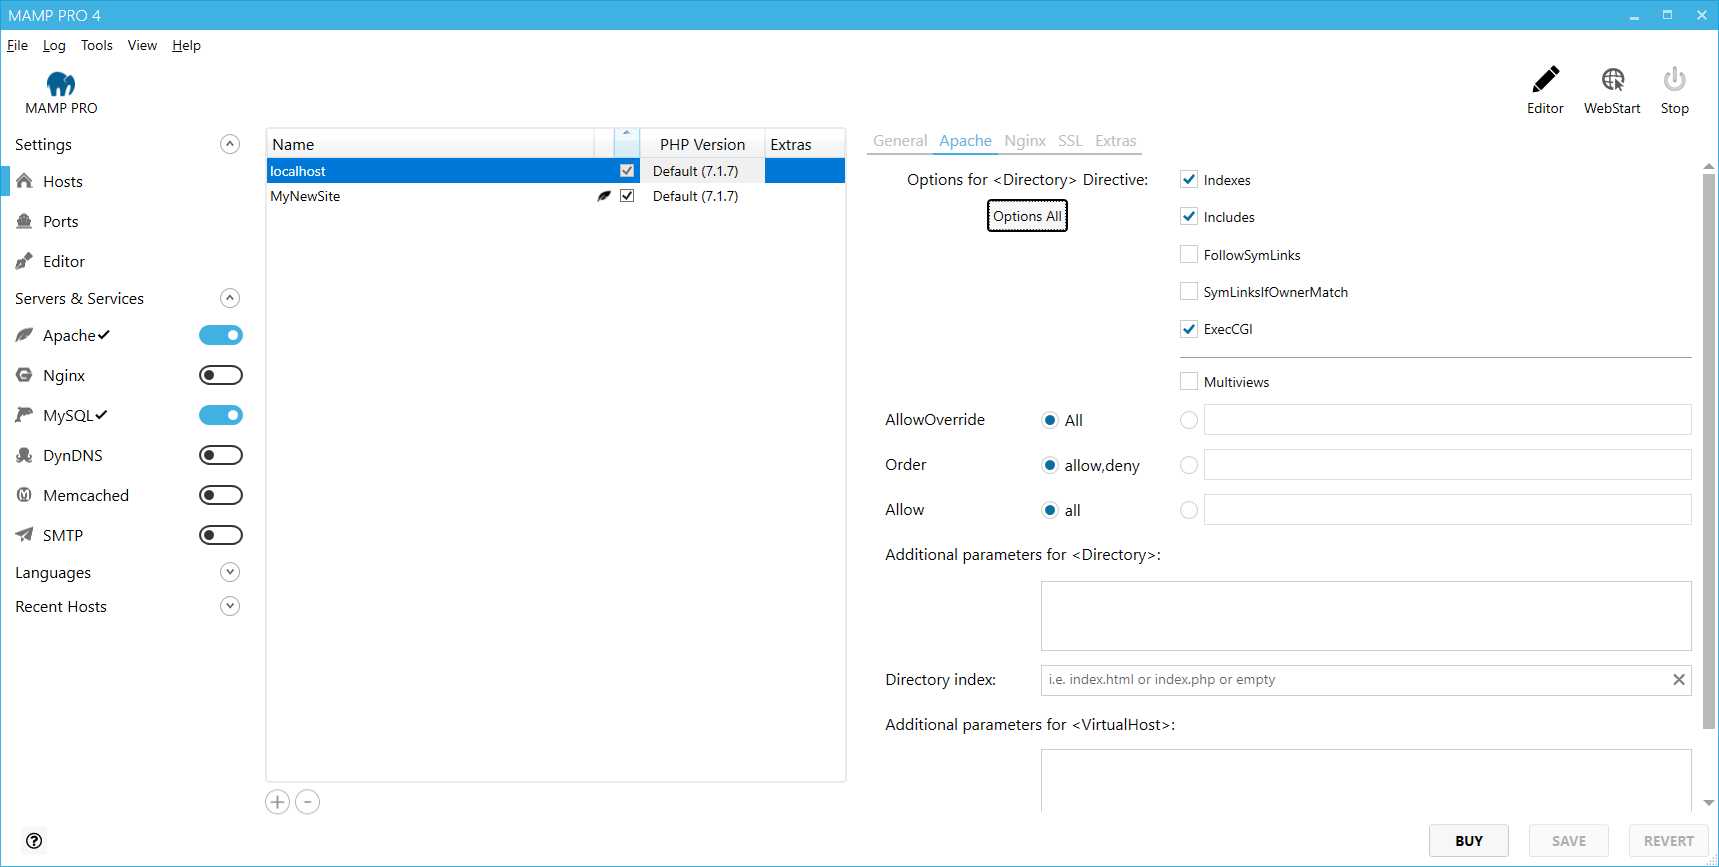 MAMP PRO 4
File Log Tools View Help
MAMP PRO
Editor WebStart Stop
Settings
Hosts
Ports
Editor
Servers & Services
Apache
Nginx
MySQL
DynDNS
Memcached
SMTP
Languages
Recent Hosts
Name PHP Version Extras
localhost Default (7.1.7)
MyNewSite Default (7.1.7)
General Apache Nginx SSL Extras
Options for <Directory> Directive:
Options All
Indexes
Includes
FollowSymLinks
SymLinksIfOwnerMatch
ExecCGI
Multiviews
AllowOverride All
Order allow,deny
Allow all
Additional parameters for <Directory>:
Directory index: i.e. index.html or index.php or empty
Additional parameters for <VirtualHost>:
BUY SAVE REVERT